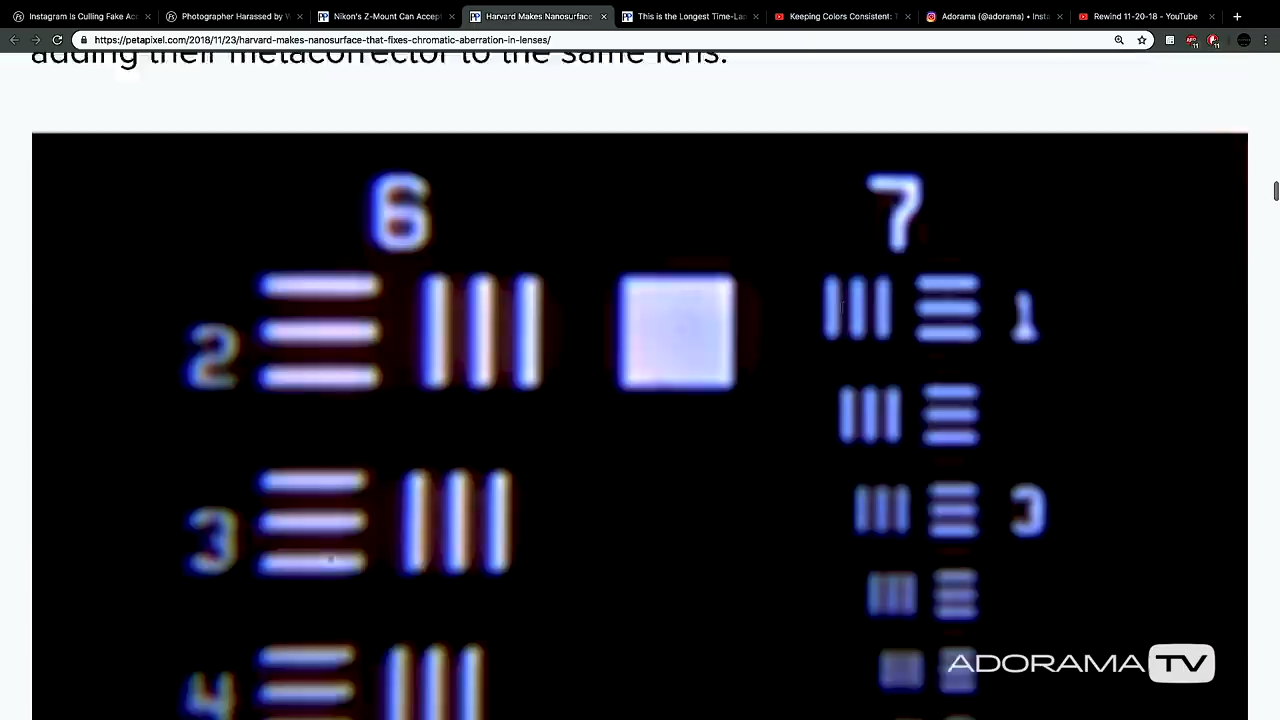 Instagram Is Culling Fake Ac
Photographer Harassed by
Nikon's Z-Mount Can Accept
Harvard Makes Nanosurface
This is the Longest Time-La
Keeping Colors Consistent:
Adorama (@adorama) • Insta
Rewind 11-20-18 - YouTube
https://petapixel.com/2018/11/23/harvard-makes-nanosurface-that-fixes-chromatic-aberration-in-lenses/
adding their metacorrector to the same lens.
6 7
2 1
3 3
4
ADORAMA TV